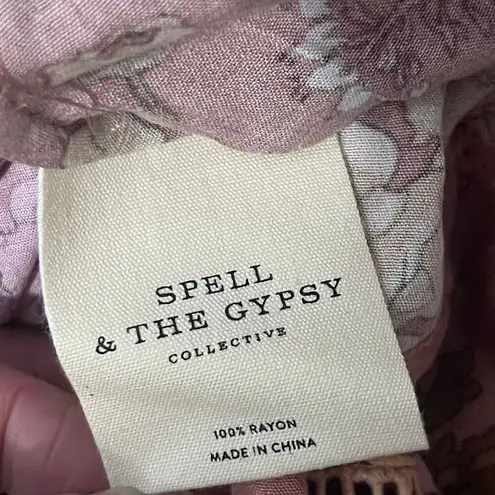 SPELL
& THE GYPSY
COLLECTIVE
100% RAYON
MADE IN CHINA